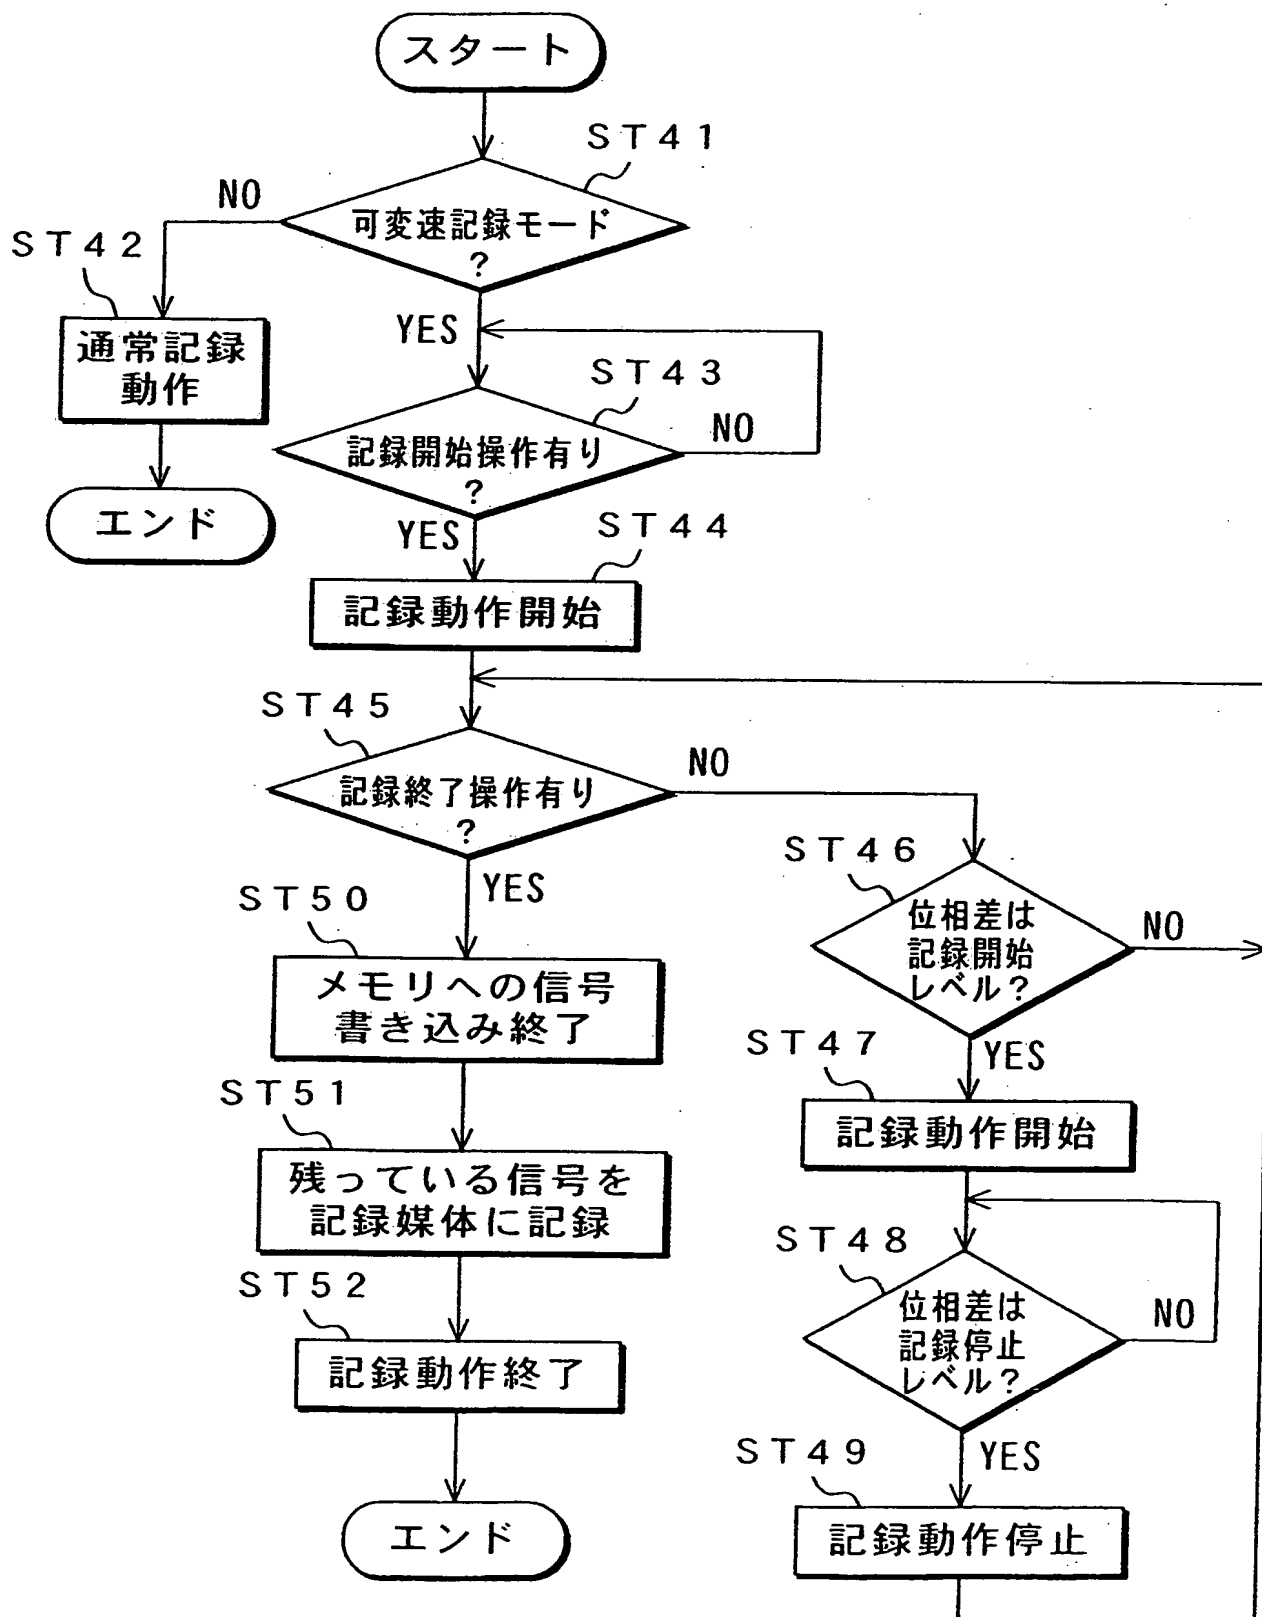 スタート
ST41
NO
可変速記録モード
?
ST42
YES
通常記録
動作
ST43
NO
記録開始操作有り
?
エンド
ST44
YES
記録動作開始
ST45
NO
記録終了操作有り
?
ST46
YES
ST50
位相差は
記録開始
レベル?
NO
メモリへの信号
書き込み終了
ST47
YES
ST51
記録動作開始
残っている信号を
記録媒体に記録
ST48
ST52
位相差は
記録停止
レベル?
NO
記録動作終了
ST49
YES
エンド
記録動作停止